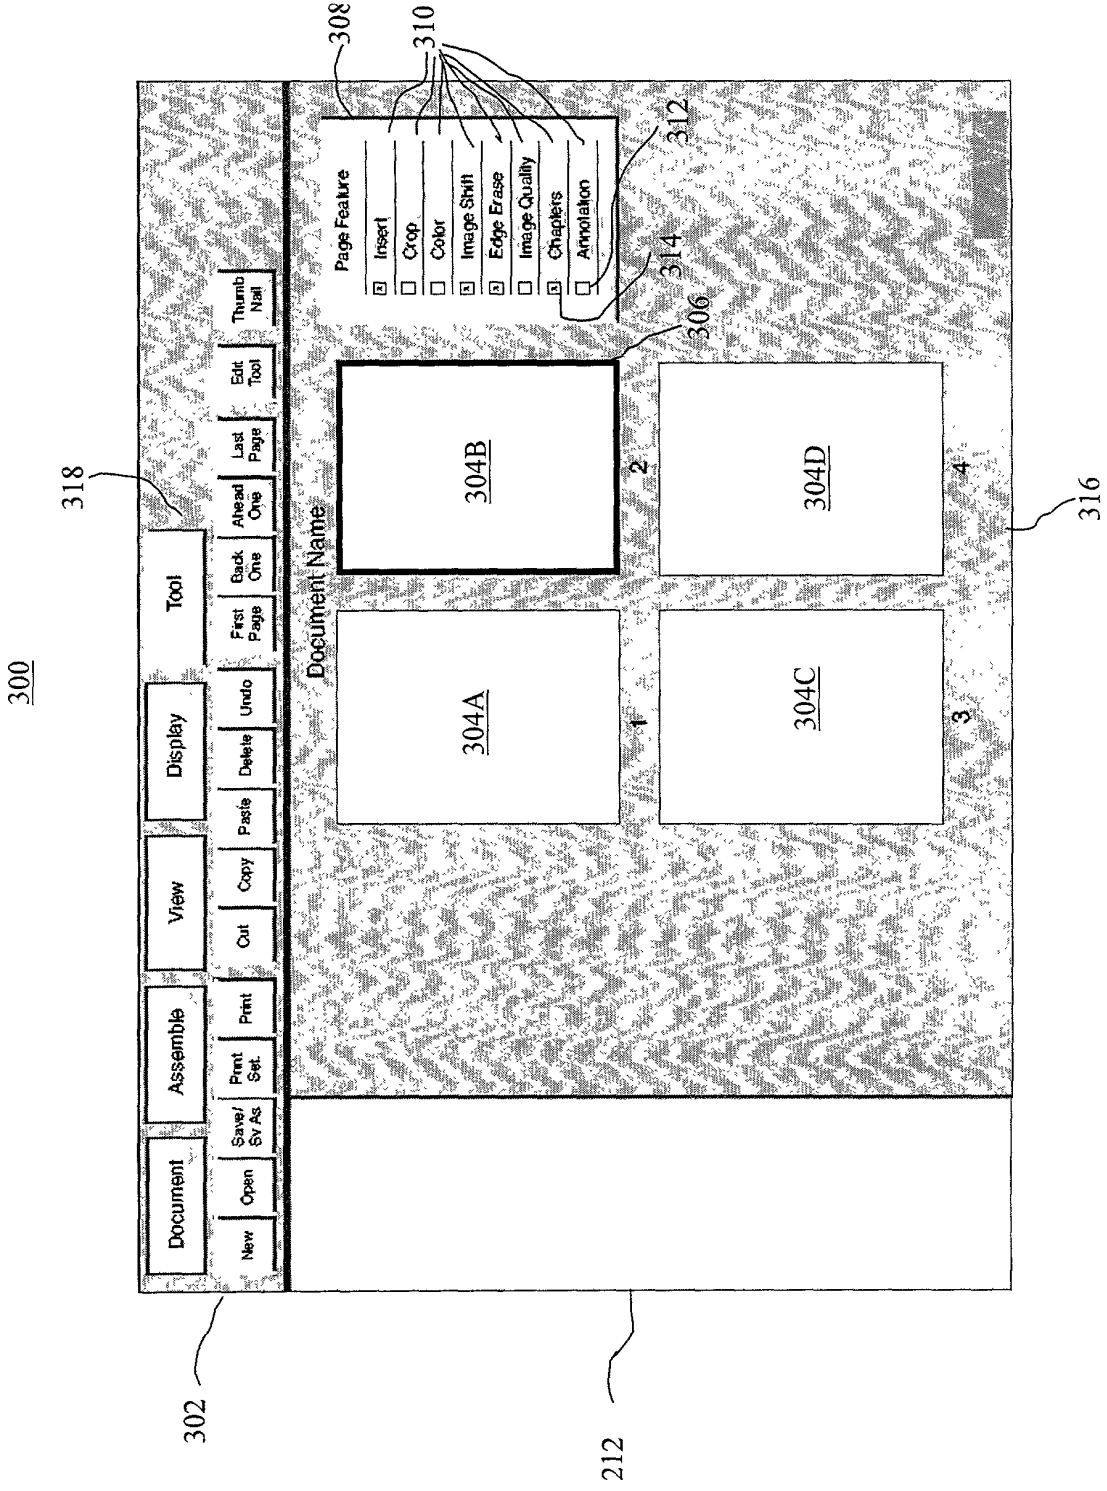 300
318
302
Document
Assemble
View
Display
Tool
New
Open
Save/
Sv As
Print
Set.
Print
Cut
Copy
Paste
Delete
Undo
First
Page
Back
One
Ahead
One
Last
Page
Edit
Tool
Thumb
Nail
Document Name
304A
1
304B
2
304C
3
304D
4
308
310
Page Feature
x Insert
Crop
Color
x Image Shift
x Edge Erase
Image Quality
x Chapters
Annotation
312
314
306
316
212